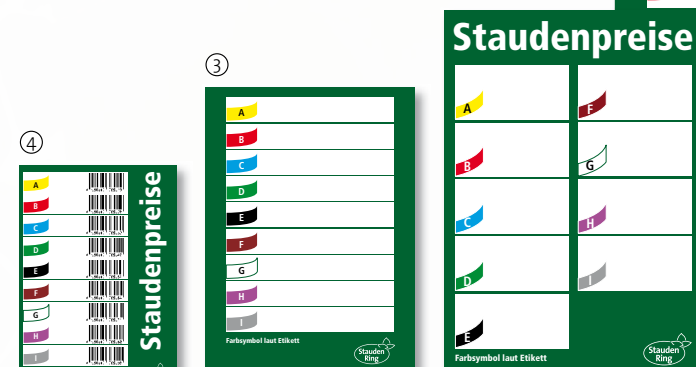 ④
A
B
C
D
E
F
G
H
I
Staudenpreise
③
A
B
C
D
E
F
G
H
I
Farbsymbol laut Etikett
Stauden
Ring
Staudenpreise
A
F
B
G
C
H
D
I
E
Farbsymbol laut Etikett
Stauden
Ring